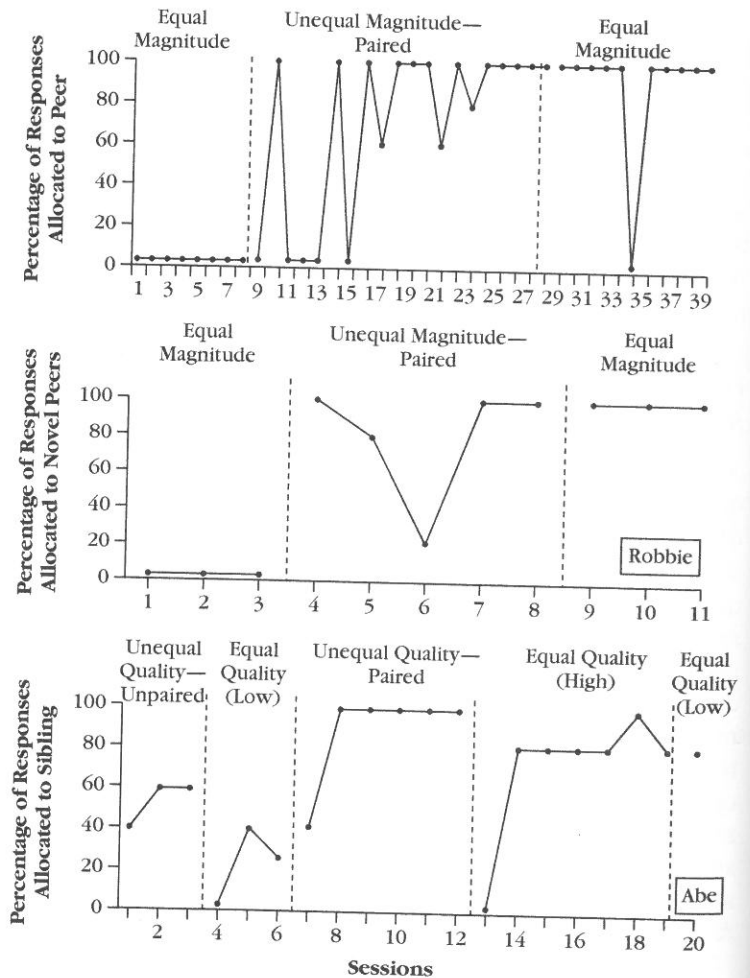 Equal
Magnitude
Unequal Magnitude—
Paired
Equal
Magnitude
Percentage of Responses
Allocated to Peer
100
80
60
40
20
0
1 3 5 7 9 11 13 15 17 19 21 23 25 27 29 31 33 35 37 39
Equal
Magnitude
Unequal Magnitude—
Paired
Equal
Magnitude
Percentage of Responses
Allocated to Novel Peers
100
80
60
40
20
0
Robbie
1 2 3 4 5 6 7 8 9 10 11
Unequal
Quality—
Unpaired
Equal
Quality
(Low)
Unequal Quality—
Paired
Equal Quality
(High)
Equal
Quality
(Low)
Percentage of Responses
Allocated to Sibling
100
80
60
40
20
0
Abe
2 4 6 8 10 12 14 16 18 20
Sessions